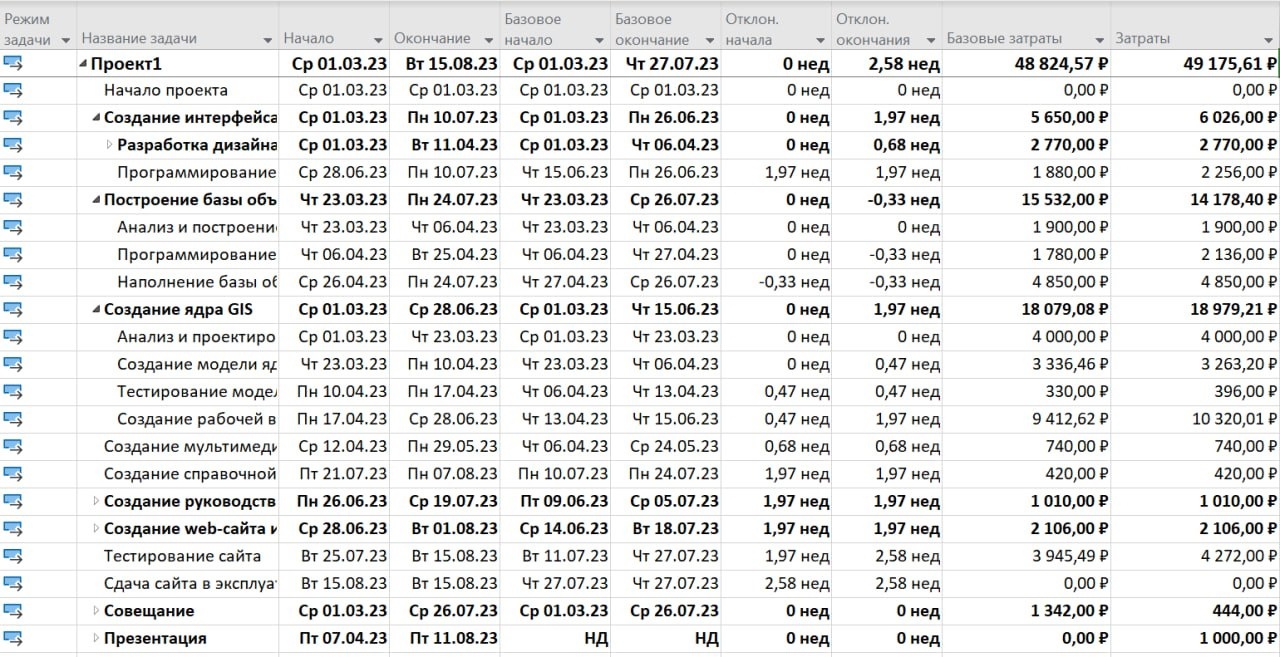 Режим задачи Название задачи Начало Окончание Базовое начало Базовое окончание Отклон. начала Отклон. окончания Базовые затраты Затраты
Проект1 Ср 01.03.23 Вт 15.08.23 Ср 01.03.23 Чт 27.07.23 0 нед 2,58 нед 48 824,57 ₽ 49 175,61 ₽
Начало проекта Ср 01.03.23 Ср 01.03.23 Ср 01.03.23 Ср 01.03.23 0 нед 0 нед 0,00 ₽ 0,00 ₽
Создание интерфейса Ср 01.03.23 Пн 10.07.23 Ср 01.03.23 Пн 26.06.23 0 нед 1,97 нед 5 650,00 ₽ 6 026,00 ₽
Разработка дизайна Ср 01.03.23 Вт 11.04.23 Ср 01.03.23 Чт 06.04.23 0 нед 0,68 нед 2 770,00 ₽ 2 770,00 ₽
Программирование Ср 28.06.23 Пн 10.07.23 Чт 15.06.23 Пн 26.06.23 1,97 нед 1,97 нед 1 880,00 ₽ 2 256,00 ₽
Построение базы объ Чт 23.03.23 Пн 24.07.23 Чт 23.03.23 Ср 26.07.23 0 нед -0,33 нед 15 532,00 ₽ 14 178,40 ₽
Анализ и построени Чт 23.03.23 Чт 06.04.23 Чт 23.03.23 Чт 06.04.23 0 нед 0 нед 1 900,00 ₽ 1 900,00 ₽
Программирование Чт 06.04.23 Вт 25.04.23 Чт 06.04.23 Чт 27.04.23 0 нед -0,33 нед 1 780,00 ₽ 2 136,00 ₽
Наполнение базы об Ср 26.04.23 Пн 24.07.23 Чт 27.04.23 Ср 26.07.23 -0,33 нед -0,33 нед 4 850,00 ₽ 4 850,00 ₽
Создание ядра GIS Ср 01.03.23 Ср 28.06.23 Ср 01.03.23 Чт 15.06.23 0 нед 1,97 нед 18 079,08 ₽ 18 979,21 ₽
Анализ и проектиро Ср 01.03.23 Чт 23.03.23 Ср 01.03.23 Чт 23.03.23 0 нед 0 нед 4 000,00 ₽ 4 000,00 ₽
Создание модели яд Чт 23.03.23 Пн 10.04.23 Чт 23.03.23 Чт 06.04.23 0 нед 0,47 нед 3 336,46 ₽ 3 263,20 ₽
Тестирование модел Пн 10.04.23 Пн 17.04.23 Чт 06.04.23 Чт 13.04.23 0,47 нед 0,47 нед 330,00 ₽ 396,00 ₽
Создание рабочей в Пн 17.04.23 Ср 28.06.23 Чт 13.04.23 Чт 15.06.23 0,47 нед 1,97 нед 9 412,62 ₽ 10 320,01 ₽
Создание мультимеди Ср 12.04.23 Пн 29.05.23 Чт 06.04.23 Ср 24.05.23 0,68 нед 0,68 нед 740,00 ₽ 740,00 ₽
Создание справочной Пт 21.07.23 Пн 07.08.23 Пн 10.07.23 Пн 24.07.23 1,97 нед 1,97 нед 420,00 ₽ 420,00 ₽
Создание руководств Пн 26.06.23 Ср 19.07.23 Пт 09.06.23 Ср 05.07.23 1,97 нед 1,97 нед 1 010,00 ₽ 1 010,00 ₽
Создание web-сайта и Ср 28.06.23 Вт 01.08.23 Ср 14.06.23 Вт 18.07.23 1,97 нед 1,97 нед 2 106,00 ₽ 2 106,00 ₽
Тестирование сайта Вт 25.07.23 Вт 15.08.23 Вт 11.07.23 Чт 27.07.23 1,97 нед 2,58 нед 3 945,49 ₽ 4 272,00 ₽
Сдача сайта в эксплуа Вт 15.08.23 Вт 15.08.23 Чт 27.07.23 Чт 27.07.23 2,58 нед 2,58 нед 0,00 ₽ 0,00 ₽
Совещание Ср 01.03.23 Ср 26.07.23 Ср 01.03.23 Ср 26.07.23 0 нед 0 нед 1 342,00 ₽ 444,00 ₽
Презентация Пт 07.04.23 Пт 11.08.23 НД НД 0 нед 0 нед 0,00 ₽ 1 000,00 ₽